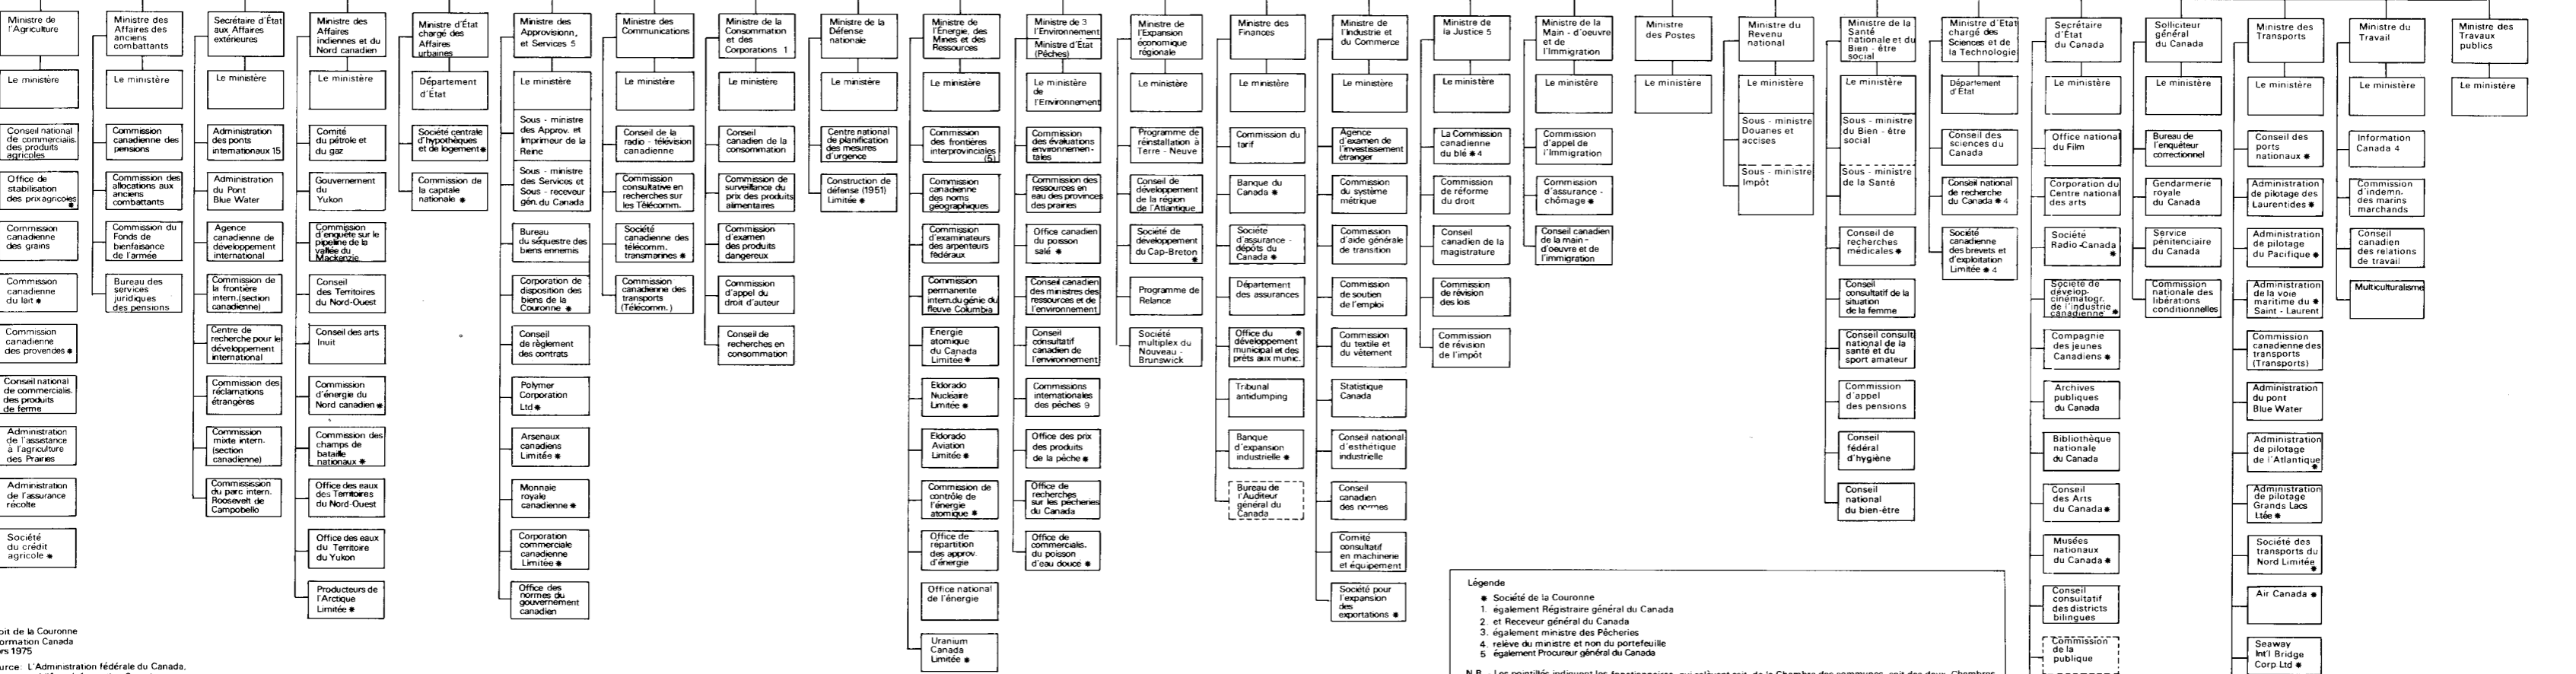 Ministre de
l'Agriculture
Le ministère
Conseil national
de commercialis.
des produits
agricoles
Office de
stabilisation
des prix agricoles *
Commission
canadienne
des grains
Commission
canadienne
du lait *
Commission
canadienne
des provendes *
Conseil national
de commercialis.
des produits
de ferme
Administration
de l'assistance
à l'agriculture
des Prairies
Administration
de l'assurance
récolte
Société
du crédit
agricole *
Ministre des
Affaires des
anciens
combattants
Le ministère
Commission
canadienne des
pensions
Commission des
allocations aux
anciens
combattants
Commission du
Fonds de
bienfaisance
de l'armée
Bureau des
services
juridiques
des pensions
Secrétaire d'État
aux Affaires
extérieures
Le ministère
Administration
des ponts
internationaux 15
Administration
du Pont
Blue Water
Agence
canadienne de
développement
international
Commission de
la frontière
intern.(section
canadienne)
Centre de
recherche pour le
développement
international
Commission des
réclamations
étrangères
Commission
mixte intern.
(section
canadienne)
Commisssion
du parc intern.
Roosevelt de
Campobello
Ministre des
Affaires
indiennes et du
Nord canadien
Le ministère
Comité
du pétrole et
du gaz
Gouvernement
du
Yukon
Commission
d'enquête sur le
pipeline de la
vallée du
Mackenzie
Conseil
des Territoires
du Nord-Ouest
Conseil des arts
Inuit
Commission
d'énergie du
Nord canadien *
Commission des
champs de
bataille
nationaux *
Office des eaux
des Territoires
du Nord-Ouest
Office des eaux
du Territoire
du Yukon
Producteurs de
l'Arctique
Limitée *
Ministre d'État
chargé des
Affaires
urbaines
Département
d'État
Société centrale
d'hypothèques
et de logement *
Commission de
la capitale
nationale *
Ministre des
Approvisionn,
et Services 5
Le ministère
Sous - ministre
des Approv. et
Imprimeur de la
Reine
Sous - ministre
des Services et
Sous - receveur
gén. du Canada
Bureau
du séquestre des
biens ennemis
Corporation de
disposition des
biens de la
Couronne *
Conseil
de règlement
des contrats
Polymer
Corporation
Ltd *
Arsenaux
canadiens
Limitée *
Monnaie
royale
canadienne *
Corporation
commerciale
canadienne
Limitée *
Office des
normes du
gouvernement
canadien
Ministre des
Communications
Le ministère
Conseil de la
radio - télévision
canadienne
Commission
consultative en
recherches sur
les Télécomm.
Société
canadienne des
télécomm.
transmarines *
Commission
canadienne des
transports
(Télécomm.)
Ministre de la
Consommation
et des
Corporations 1
Le ministère
Conseil
canadien de la
consommation
Commission de
surveillance du
prix des produits
alimentaires
Commission
d'examen
des produits
dangereux
Commission
d'appel du
droit d'auteur
Conseil de
recherches en
consommation
Ministre de la
Défense
nationale
Le ministère
Centre national
de planification
des mesures
d'urgence
Construction de
défense (1951)
Limitée *
Ministre de
l'Énergie, des
Mines et des
Ressources
Le ministère
Commission
des frontières
interprovinciales
(5)
Commission
canadienne
des noms
géographiques
Commission
d'examinateurs
des arpenteurs
fédéraux
Commission
permanente
intern.du génie du
fleuve Columbia
Energie
atomique
du Canada
Limitée *
Eldorado
Nucleaire
Limitée *
Eldorado
Aviation
Limitée *
Commission de
contrôle de
l'énergie
atomique *
Office de
répartition
des approv.
d'énergie
Office national
de l'énergie
Uranium
Canada
Limitée *
Ministre de 3
l'Environnement
Ministre d'État
(Pêches)
Le ministère
de
l'Environnement
Commission
des évaluations
environnemen-
tales
Commission des
ressources en
eau des provinces
des prairies
Office canadien
du poisson
salé *
Conseil canadien
des ministres des
ressources et de
l'environnement
Conseil
consultatif
canadien de
l'environnement
Commissions
internationales
des pèches 9
Office des prix
des produits
de la pêche *
Office de
recherches
sur les pêcheries
du Canada
Office de
commercialis.
du poisson
d'eau douce *
Ministre de
l'Expansion
économique
régionale
Le ministère
Programme de
réinstallation à
Terre - Neuve
Conseil de
développement
de la région
de l'Atlantique
Société de
développement
du Cap-Breton
*
Programme de
Relance
Société
multiplex du
Nouveau -
Brunswick
Ministre des
Finances
Le ministère
Commission du
tarif
Banque du
Canada *
Société
d'assurance -
dépôts du
Canada *
Département
des assurances
Office du *
développement
municipal et des
prêts aux munic.
Tribunal
antidumping
Banque
d'expansion
industrielle *
Bureau de
l'Auditeur
général du
Canada
Ministre de
l'Industrie et
du Commerce
Le ministère
Agence
d'examen de
l'investissement
étranger
Commission
du système
métrique
Commission
d'aide générale
de transition
Commission
de soutien
de l'emploi
Commission
du textile et
du vêtement
Statistique
Canada
Conseil national
d'esthétique
industrielle
Conseil
canadien
des normes
Comité
consultatif
en machinerie
et équipement
Société pour
l'expansion
des
exportations *
Ministre de
la Justice 5
Le ministère
La Commission
canadienne
du blé * 4
Commission
de réforme
du droit
Conseil
canadien de la
magistrature
Commission
de révision
des lois
Commission
de révision
de l'impôt
Ministre de la
Main - d'oeuvre
et de
l'Immigration
Le ministère
Commission
d'appel de
l'Immigration
Commission
d'assurance -
chômage *
Conseil canadien
de la main -
d'oeuvre et de
l'immigration
Ministre
des Postes
Le ministère
Ministre du
Revenu
national
Le ministère
Sous - ministre
Douanes et
accises
Sous - ministre
Impôt
Ministre de la
Santé
nationale et du
Bien - être
social
Le ministère
Sous - ministre
du Bien - être
social
Sous - ministre
de la Santé
Conseil de
recherches
médicales *
Conseil
consultatif de la
situation
de la femme
Conseil consult
national de la
santé et du
sport amateur
Commission
d'appel
des pensions
Conseil
fédéral
d'hygiène
Conseil
national
du bien-être
Ministre d'État
chargé des
Sciences et de
la Technologie
Département
d'État
Conseil des
sciences du
Canada
Conseil national
de recherche
du Canada * 4
Société
canadienne
des brevets et
d'exploitation
Limitée * 4
Secrétaire
d'État
du Canada
Le ministère
Office national
du Film
Corporation du
Centre national
des arts
Société
Radio-Canada
*
Société de
dévelop-
cinématogr.
de l'industrie
canadienne *
Compagnie
des jeunes
Canadiens *
Archives
publiques
du Canada
Bibliothèque
nationale
du Canada
Conseil
des Arts
du Canada *
Musées
nationaux
du Canada *
Conseil
consultatif
des districts
bilingues
Commission
de la
publique
Solliciteur
général
du Canada
Le ministère
Bureau de
l'enquêteur
correctionnel
Gendarmerie
royale
du Canada
Service
pénitenciaire
du Canada
Commission
nationale des
libérations
conditionnelles
Ministre des
Transports
Le ministère
Conseil des
ports
nationaux *
Administration
de pilotage des
Laurentides *
Administration
de pilotage
du Pacifique *
Administration
de la voie
maritime du *
Saint - Laurent
Commission
canadienne des
transports
(Transports)
Administration
du pont
Blue Water
Administration
de pilotage
de l'Atlantique
*
Administration
de pilotage
Grands Lacs
Ltée *
Société des
transports du
Nord Limitée
*
Air Canada *
Seaway
Int'l Bridge
Corp. Ltd *
Ministre du
Travail
Le ministère
Information
Canada 4
Commission
d'indemn.
des marins
marchands
Conseil
canadien
des relations
de travail
Multiculturalisme
Ministre des
Travaux
publics
Le ministère
oit de la Couronne
ormation Canada
rs 1975
urce: L'Administration fédérale du Canada,
Légende
* Société de la Couronne
1. également Régistraire général du Canada
2. et Receveur général du Canada
3. également ministre des Pêcheries
4. relève du ministre et non du portefeuille
5 également Procureur général du Canada
N.B. Les pointillés indiquent les fonctionnaires qui relèvent soit de la Chambre des communes, soit des deux Chambres